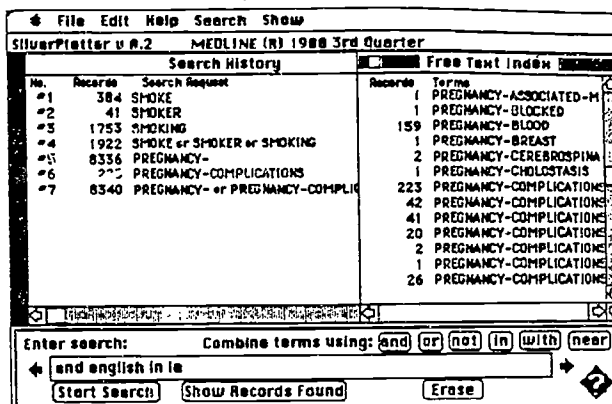 File Edit Help Search Show
SilverPlatter v A.2 MEDLINE (R) 1988 3rd Quarter
Search History
No. Records Search Request
#1 384 SMOKE
#2 41 SMOKER
#3 1753 SMOKING
#4 1922 SMOKE or SMOKER or SMOKING
#5 8336 PREGNANCY-
#6 PREGNANCY-COMPLICATIONS
#7 8340 PREGNANCY- or PREGNANCY-COMPLIC
Free Text Index
Records Terms
1 PREGNANCY-ASSOCIATED-M
1 PREGNANCY-BLOCKED
159 PREGNANCY-BLOOD
1 PREGNANCY-BREAST
2 PREGNANCY-CEREBROSPINA
1 PREGNANCY-CHOLOSTASIS
223 PREGNANCY-COMPLICATIONS
42 PREGNANCY-COMPLICATIONS
41 PREGNANCY-COMPLICATIONS
20 PREGNANCY-COMPLICATIONS
2 PREGNANCY-COMPLICATIONS
1 PREGNANCY-COMPLICATIONS
26 PREGNANCY-COMPLICATIONS
Enter search: Combine terms using: and or not in with near
and english in la
?
Start Search Show Records Found Erase